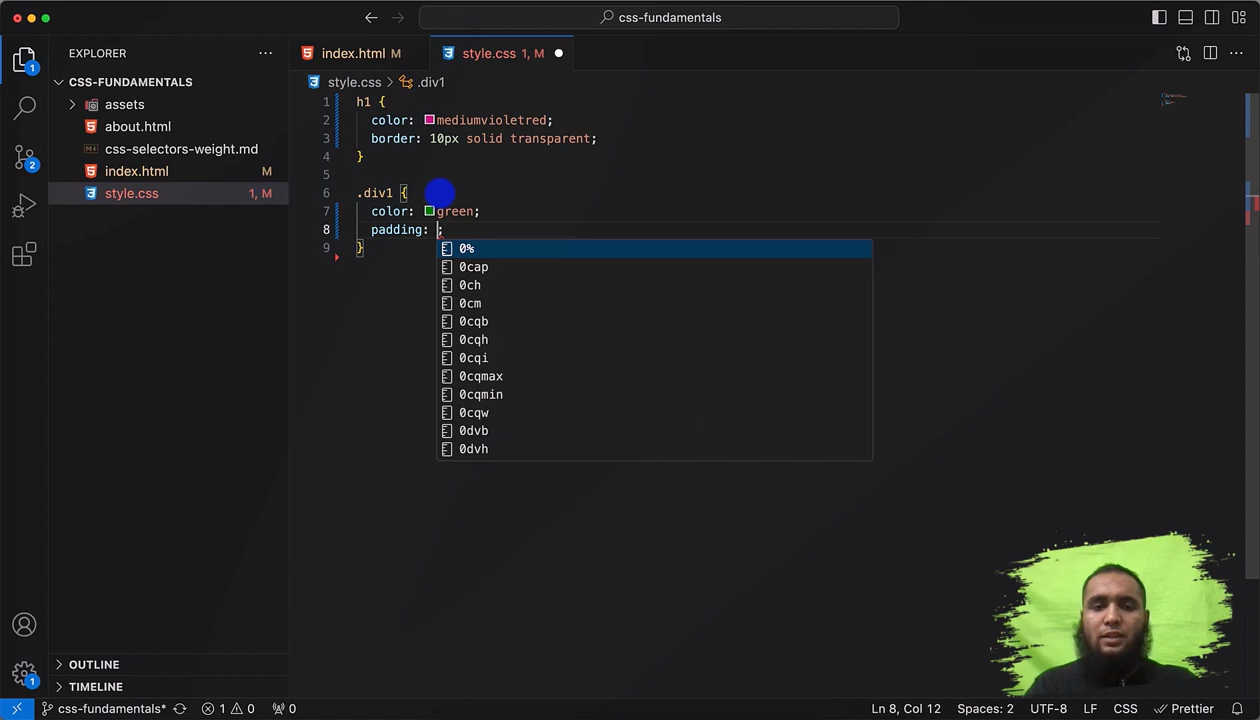 css-fundamentals
EXPLORER
index.html M
style.css 1, M
CSS-FUNDAMENTALS
style.css > .div1
assets
about.html
css-selectors-weight.md
index.html M
style.css 1, M
1 h1 {
2 color: mediumvioletred;
3 border: 10px solid transparent;
4 }
5
6 .div1 {
7 color: green;
8 padding: ;
9 }
0%
0cap
0ch
0cm
0cqb
0cqh
0cqi
0cqmax
0cqmin
0cqw
0dvb
0dvh
1
2
1
OUTLINE
TIMELINE
css-fundamentals* 1 0 0 Ln 8, Col 12 Spaces: 2 UTF-8 LF CSS Prettier